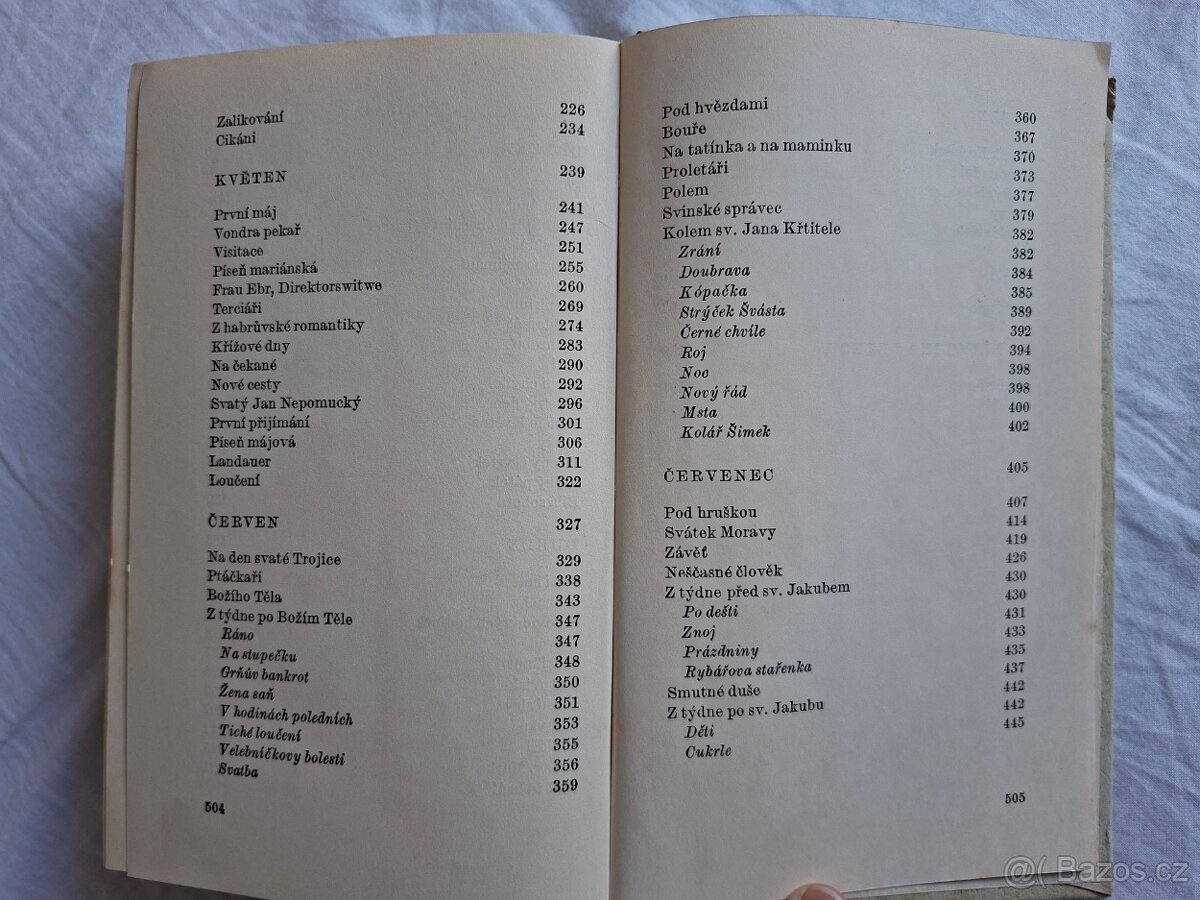 Zalikování 226
Cikáni 234
KVĚTEN 239
První máj 241
Vondra pekař 247
Visitace 251
Píseň mariánská 255
Frau Ebr, Direktorswitwe 260
Terciáři 269
Z habrůvské romantiky 274
Křížové dny 283
Na čekané 290
Nové cesty 292
Svatý Jan Nepomucký 296
První přijímání 301
Píseň májová 306
Landauer 311
Loučení 322
ČERVEN 327
Na den svaté Trojice 329
Ptáčkaři 338
Božího Těla 343
Z týdne po Božím Těle 347
Ráno 347
Na stupečku 348
Grňův bankrot 350
Žena saň 351
V hodinách poledních 353
Tiché loučení 355
Velebníčkovy bolesti 356
Svatba 359
504
Pod hvězdami 360
Bouře 367
Na tatínka a na maminku 370
Proletáři 373
Polem 377
Svinské správec 379
Kolem sv. Jana Křtitele 382
Zrání 382
Doubrava 384
Kópačka 385
Strýček Švásta 389
Černé chvíle 392
Roj 394
Noc 398
Nový řád 398
Msta 400
Kolář Šimek 402
ČERVENEC 405
Pod hruškou 407
Svátek Moravy 414
Závěť 419
Neščasné člověk 426
Z týdne před sv. Jakubem 430
Po dešti 430
Znoj 431
Prázdniny 433
Rybářova stařenka 435
Smutné duše 437
Z týdne po sv. Jakubu 442
Děti 442
Cukrle 445
505
Bazos.cz